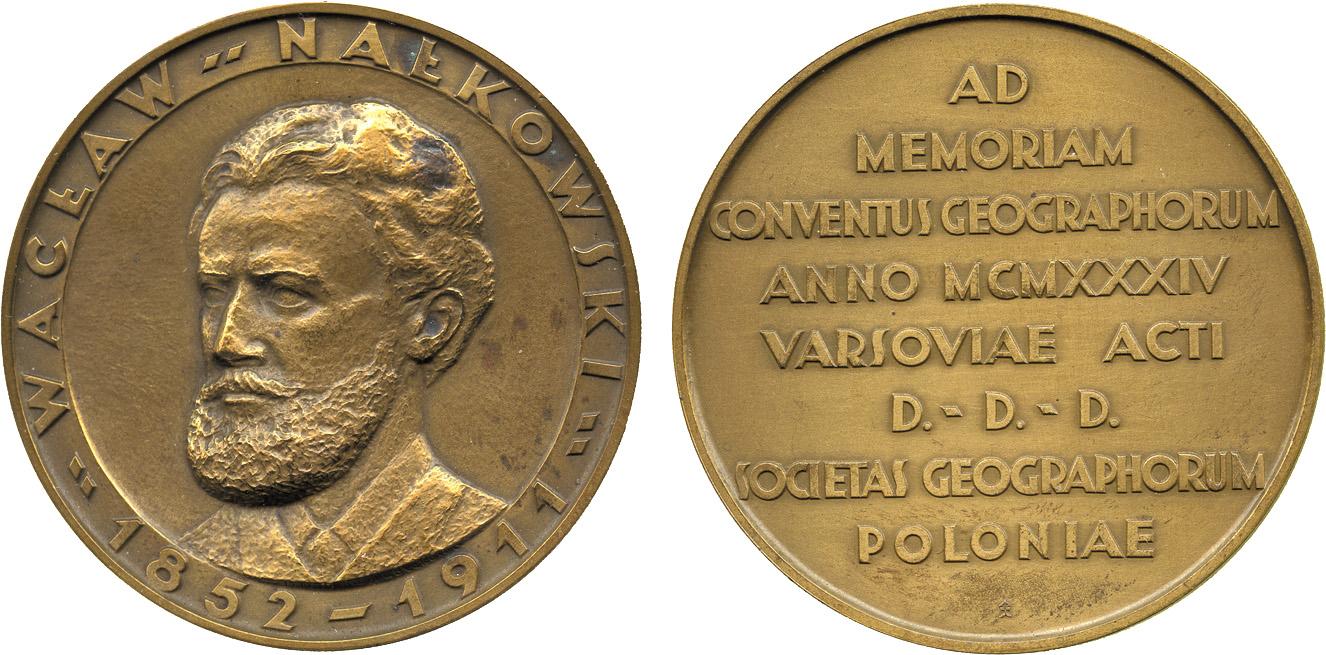 WACŁAW NAŁKOWSKI
1852-1911
AD
MEMORIAM
CONVENTUS GEOGRAPHORUM
ANNO MCMXXXIV
VARSOVIAE ACTI
D.-D.-D.
SOCIETAS GEOGRAPHORUM
POLONIAE